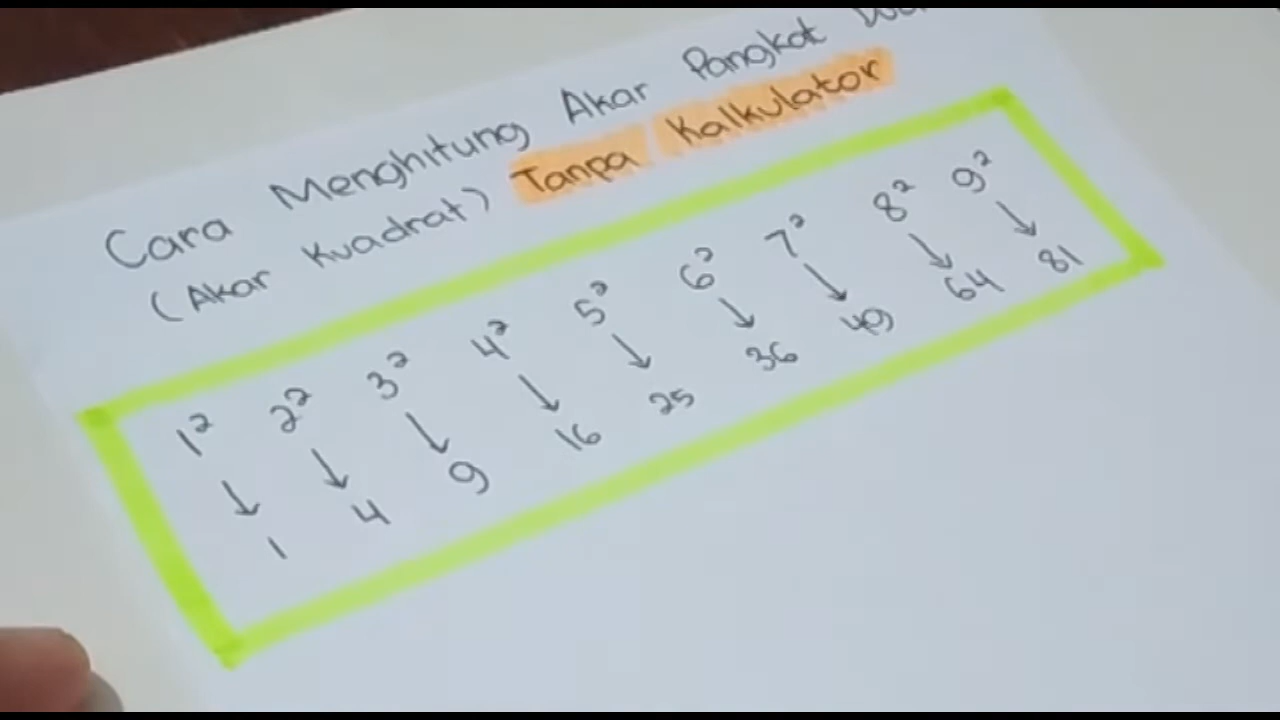 Cara Menghitung Akar Pangkat
(Akar Kuadrat) Tanpa Kalkulator
1² 2² 3² 4² 5² 6² 7² 8² 9²
↓ ↓ ↓ ↓ ↓ ↓ ↓ ↓ ↓
1 4 9 16 25 36 49 64 81